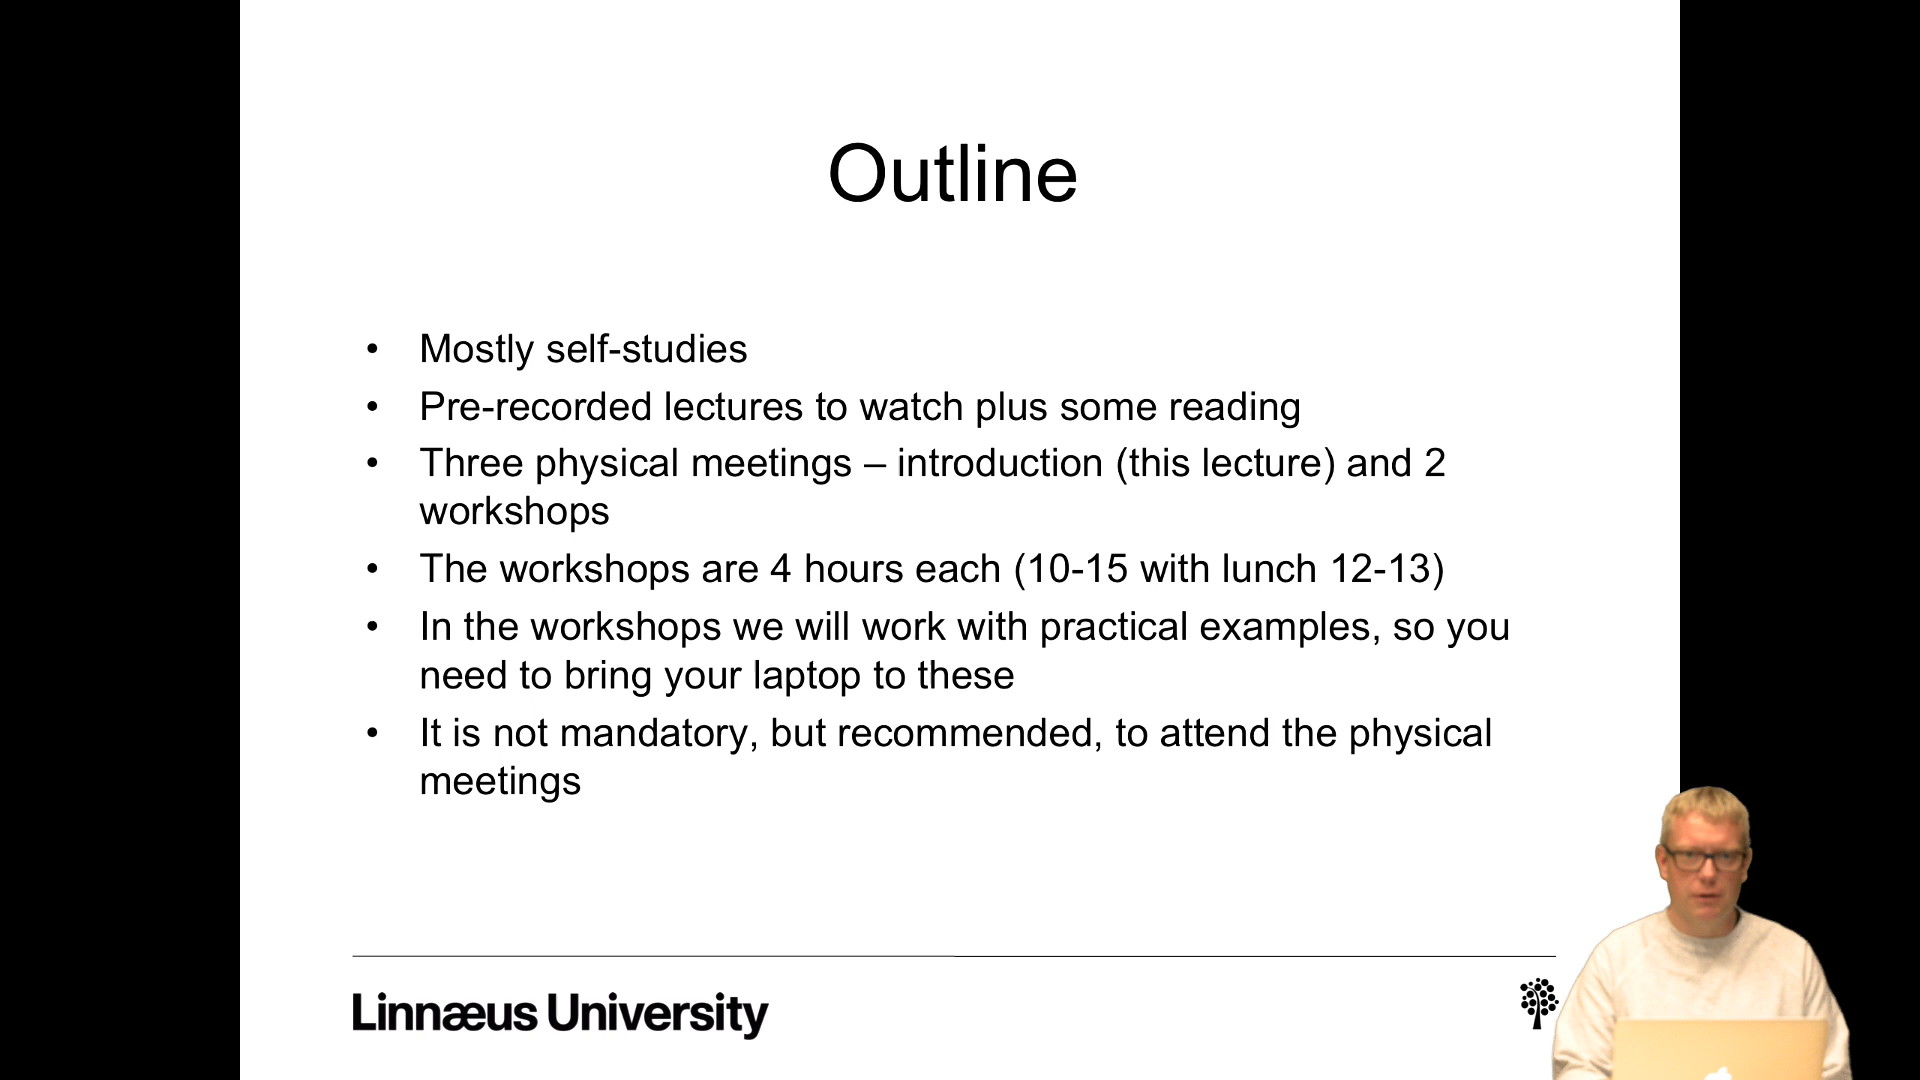 Outline
• Mostly self-studies
• Pre-recorded lectures to watch plus some reading
• Three physical meetings – introduction (this lecture) and 2
workshops
• The workshops are 4 hours each (10-15 with lunch 12-13)
• In the workshops we will work with practical examples, so you
need to bring your laptop to these
• It is not mandatory, but recommended, to attend the physical
meetings
Linnæus University